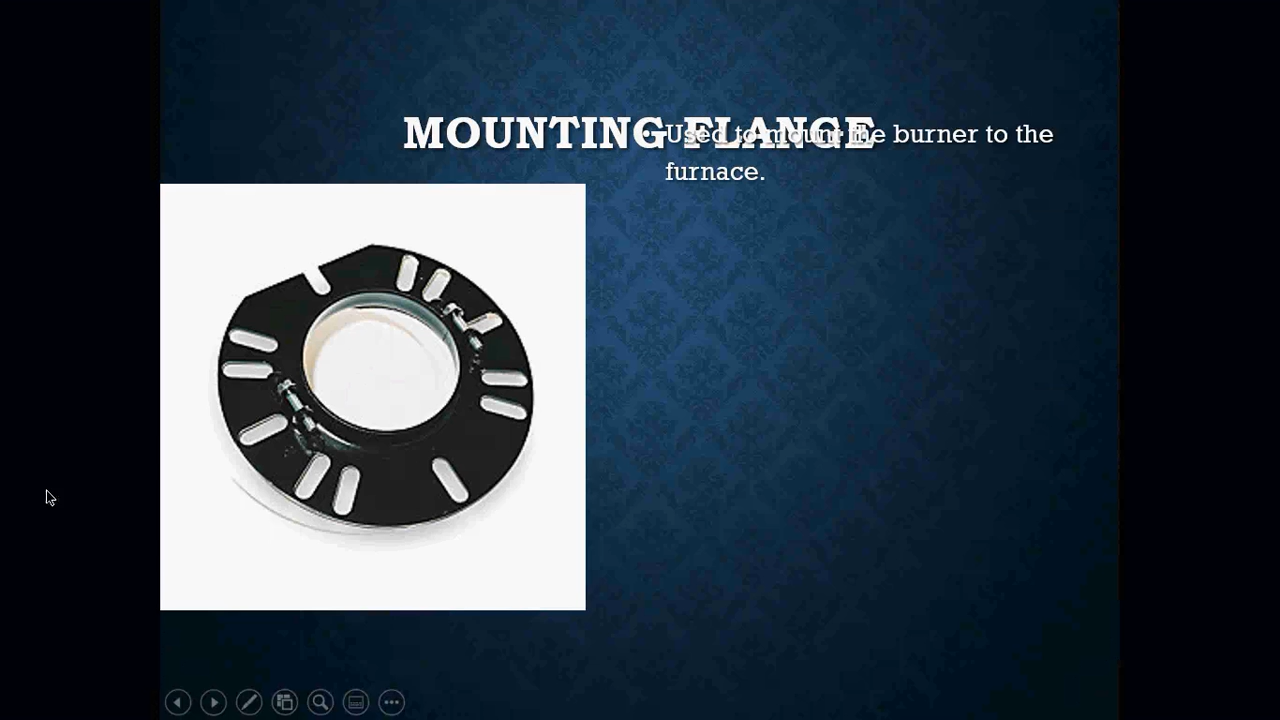 MOUNTING FLANGE
• Used to mount the burner to the
furnace.